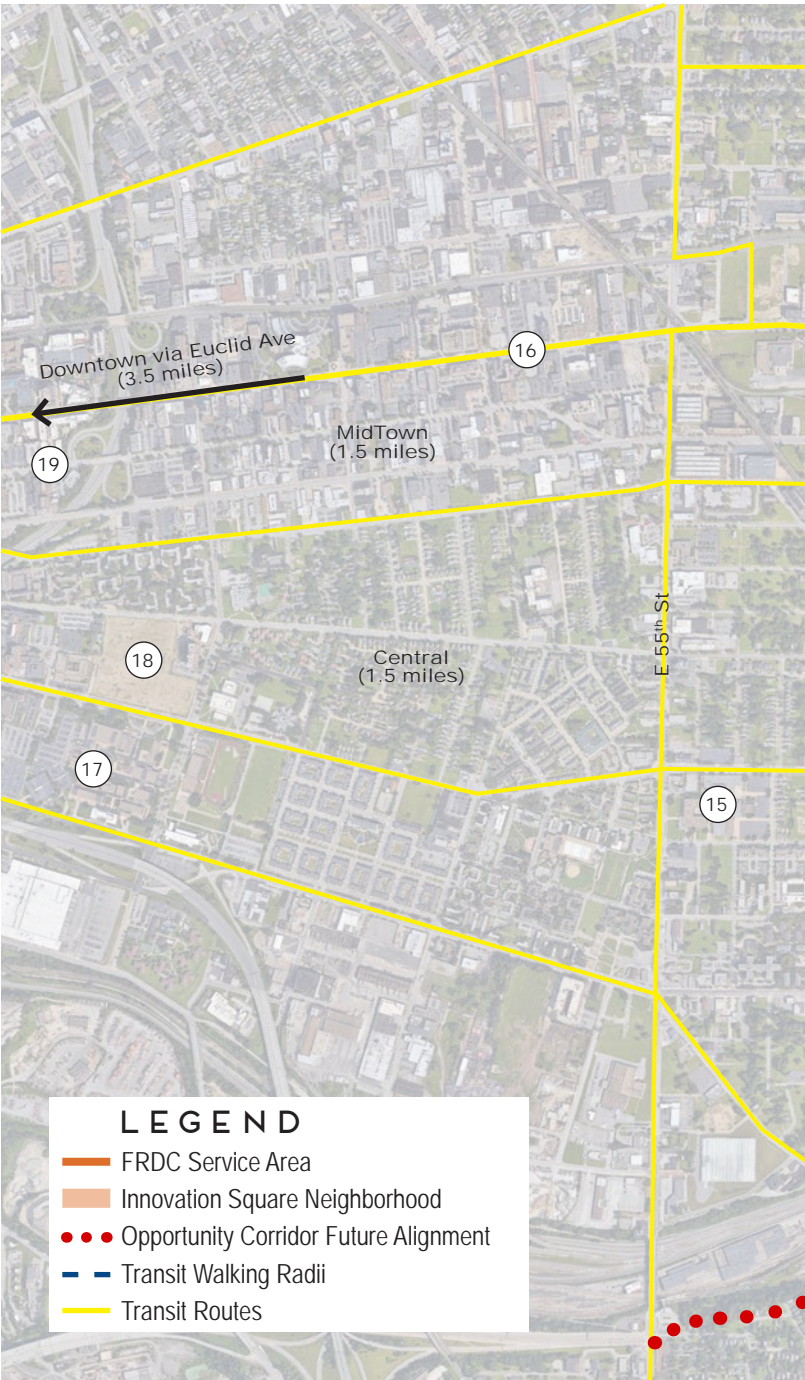 16
Downtown via Euclid Ave
(3.5 miles)
MidTown
(1.5 miles)
19
E 55th St
18
Central
(1.5 miles)
17
15
LEGEND
FRDC Service Area
Innovation Square Neighborhood
Opportunity Corridor Future Alignment
Transit Walking Radii
Transit Routes